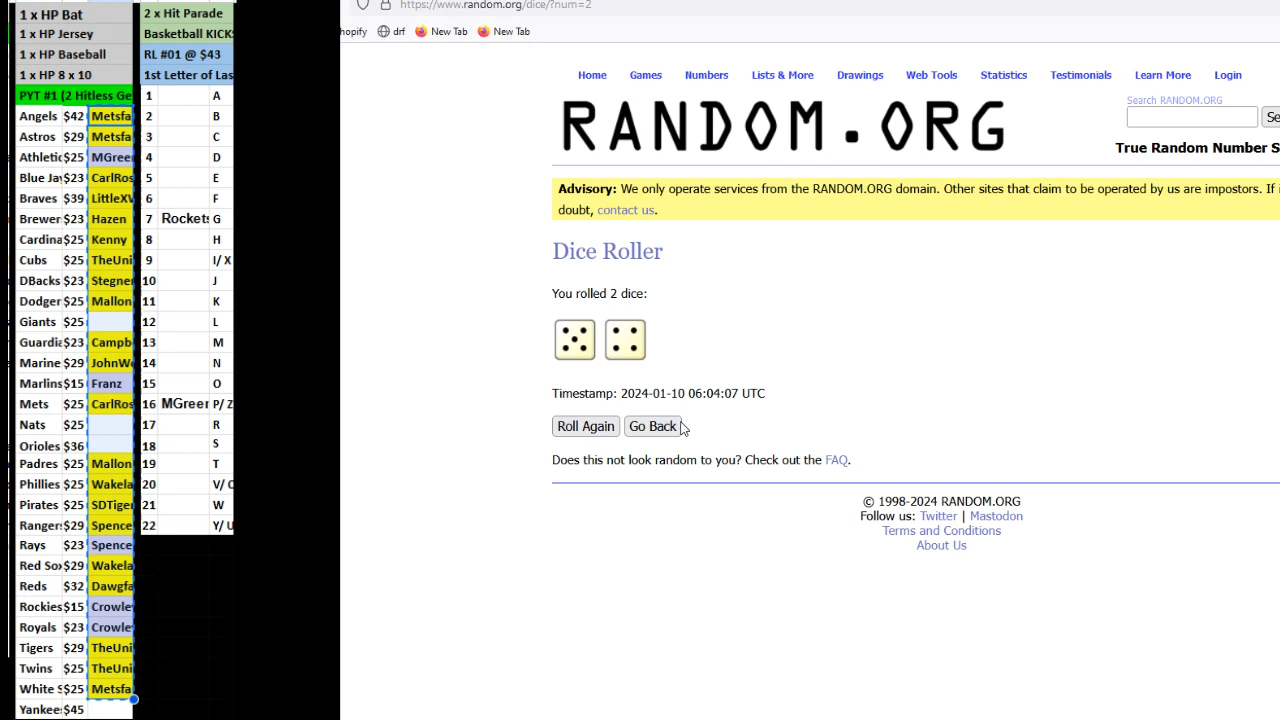 1 x HP Bat
1 x HP Jersey
1 x HP Baseball
1 x HP 8 x 10
PYT #1 (2 Hitless Ge
Angels $42 Metsfa
Astros $29 Metsfa
Athletic $25 MGree
Blue Jay $23 CarlRos
Braves $39 LittleXV
Brewer $23 Hazen
Cardina $25 Kenny
Cubs $25 TheUni
DBacks $23 Stegne
Dodger $25 Mallon
Giants $25
Guardia $23 Campb
Marine $29 JohnWe
Marlins $15 Franz
Mets $25 CarlRos
Nats $25
Orioles $36
Padres $25 Mallon
Phillies $25 Wakela
Pirates $25 SDTige
Rangers $29 Spence
Rays $23 Spence
Red Sox $29 Wakela
Reds $32 Dawgfa
Rockies $15 Crowle
Royals $23 Crowle
Tigers $29 TheUni
Twins $25 TheUni
White S $25 Metsfa
Yankee $45
2 x Hit Parade
Basketball KICKS
RL #01 @ $43
1st Letter of Las
1 A
2 B
3 C
4 D
5 E
6 F
7 Rockets G
8 H
9 I/ X
10 J
11 K
12 L
13 M
14 N
15 O
16 MGreen P/ Z
17 R
18 S
19 T
20 V/
21 W
22 Y/ U
https://www.random.org/dice/?num=2
hopify drf New Tab New Tab
Home Games Numbers Lists & More Drawings Web Tools Statistics Testimonials Learn More Login
Search RANDOM.ORG
Se
RANDOM.ORG
True Random Number S
Advisory: We only operate services from the RANDOM.ORG domain. Other sites that claim to be operated by us are impostors. If i
doubt, contact us.
Dice Roller
You rolled 2 dice:
Timestamp: 2024-01-10 06:04:07 UTC
Roll Again Go Back
Does this not look random to you? Check out the FAQ.
© 1998-2024 RANDOM.ORG
Follow us: Twitter | Mastodon
Terms and Conditions
About Us